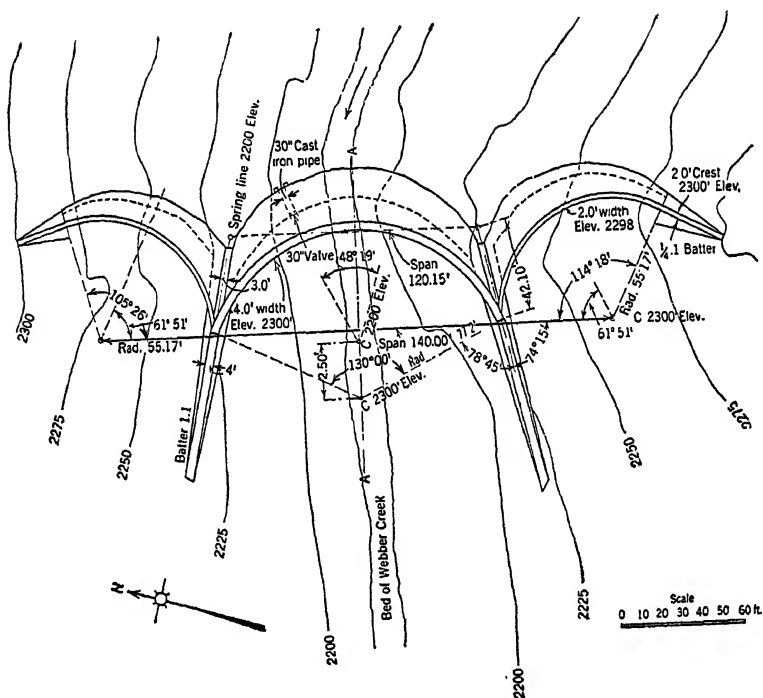 Spring line 2200 Elev.
30" Cast
iron pipe
A
2.0' Crest
2300' Elev.
2.0' width
Elev. 2298
¼.1 Batter
30" Valve
48° 19'
Span
120.15'
3.0'
4.0' width
Elev. 2300'
42.10'
114° 18'
Rad. 55.17'
C 2300' Elev.
61° 51'
105° 26'
61° 51'
Rad. 55.17'
2200 Elev.
C
Span 140.00
2.50'
130° 00'
Rad
77.2'
78° 45'
74° 15'
C 2300' Elev.
4'
Batter 1.1
A
Bed of Webber Creek
2300
2275
2250
2225
2200
2200
2225
2250
2275
N
Scale
0 10 20 30 40 50 60 ft.